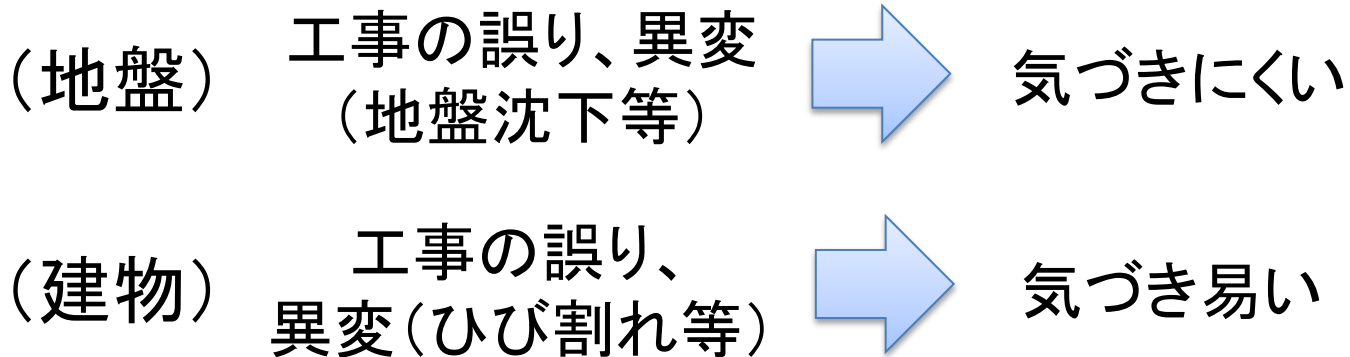 （地盤）
工事の誤り、異変
（地盤沈下等）
気づきにくい
（建物）
工事の誤り、
異変（ひび割れ等）
気づき易い